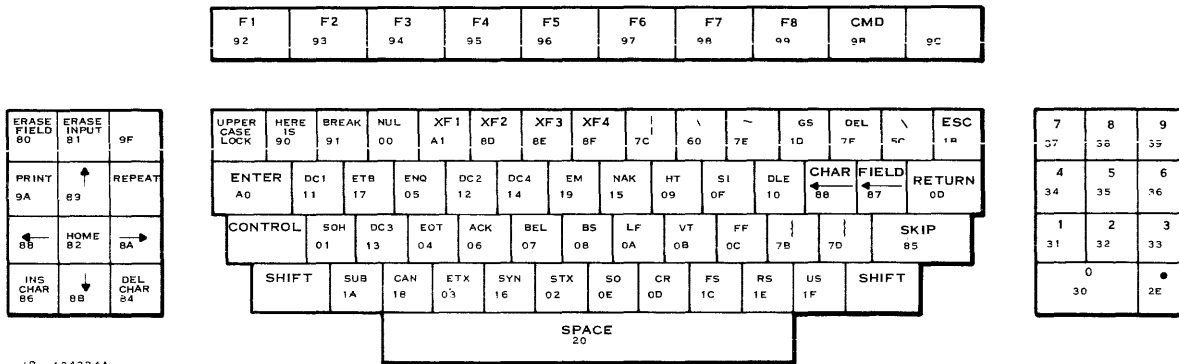 F1 F2 F3 F4 F5 F6 F7 F8 CMD
92 93 94 95 96 97 98 99 9B 9C
ERASE FIELD 80 ERASE INPUT 81 9F
PRINT 9A 89 REPEAT
88 HOME 82 8A
INS CHAR 86 8B DEL CHAR 84
UPPER CASE LOCK HERE IS 90 BREAK 91 NUL 00 XF1 A1 XF2 8D XF3 8E XF4 8F | 7C \ 60 ~ 7E GS 1D DEL 7F \ 5C ESC 1B
ENTER A0 DC1 11 ETB 17 ENQ 05 DC2 12 DC4 14 EM 19 NAK 15 HT 09 SI 0F DLE 10 CHAR 88 FIELD 87 RETURN 0D
CONTROL SOH 01 DC3 13 EOT 04 ACK 06 BEL 07 BS 08 LF 0A VT 0B FF 0C { 7B } 7D SKIP 85
SHIFT SUB 1A CAN 18 ETX 03 SYN 16 STX 02 SO 0E CR 0D FS 1C RS 1E US 1F SHIFT
SPACE
20
7 8 9
37 38 39
4 5 6
34 35 36
1 2 3
31 32 33
0 •
30 2E